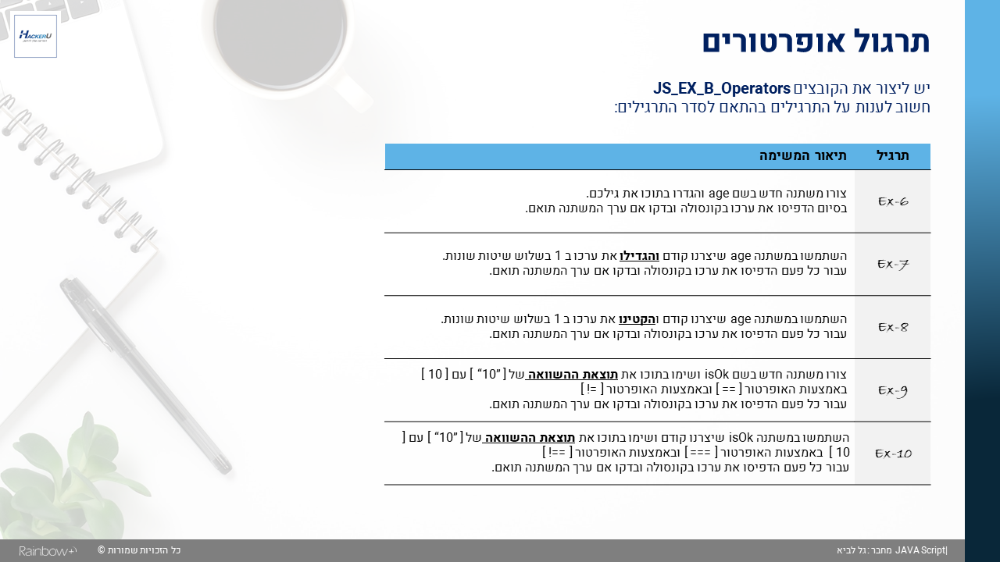 HACKERU
תרגול אופרטורים
יש ליצור את הקובצים JS_EX_B_Operators
חשוב לענות על התרגילים בהתאם לסדר התרגילים:
תרגיל תיאור המשימה
Ex-6
צורו משתנה חדש בשם age והגדרו בתוכו את גילכם.
בסיום הדפיסו את ערכו בקונסולה ובדקו אם ערך המשתנה תואם.
Ex-7
השתמשו במשתנה age שיצרנו קודם והגדילו את ערכו ב 1 בשלוש שיטות שונות.
עבור כל פעם הדפיסו את ערכו בקונסולה ובדקו אם ערך המשתנה תואם.
Ex-8
השתמשו במשתנה age שיצרנו קודם והקטינו את ערכו ב 1 בשלוש שיטות שונות.
עבור כל פעם הדפיסו את ערכו בקונסולה ובדקו אם ערך המשתנה תואם.
Ex-9
צורו משתנה חדש בשם isOk ושימו בתוכו את תוצאת ההשוואה של [ “10” ] עם [ 10 ]
באמצעות האופרטור [ == ] ובאמצעות האופרטור [ != ]
עבור כל פעם הדפיסו את ערכו בקונסולה ובדקו אם ערך המשתנה תואם.
Ex-10
השתמשו במשתנה isOk שיצרנו קודם ושימו בתוכו את תוצאת ההשוואה של [ “10” ] עם [
10 ] באמצעות האופרטור [ === ] ובאמצעות האופרטור [ !== ]
עבור כל פעם הדפיסו את ערכו בקונסולה ובדקו אם ערך המשתנה תואם.
|JAVA Script מחבר: גל לביא
כל הזכויות שמורות ©
Rainbow+